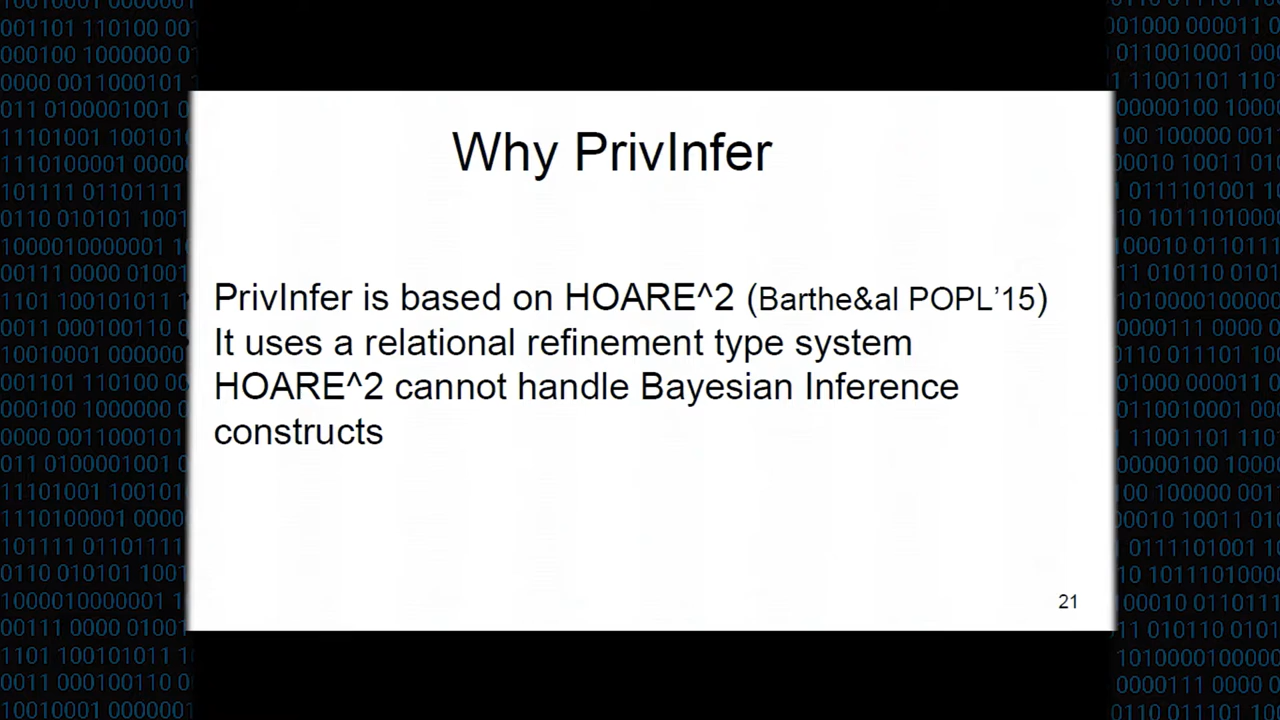 Why PrivInfer
PrivInfer is based on HOARE^2 (Barthe&al POPL’15)
It uses a relational refinement type system
HOARE^2 cannot handle Bayesian Inference
constructs
21